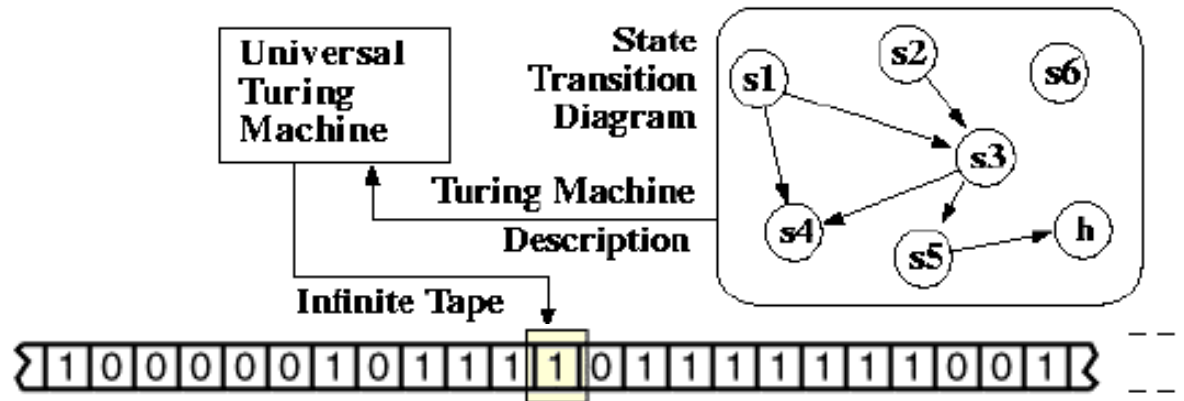 Universal
Turing
Machine
State
Transition
Diagram
s1
s2
s6
s3
s4
s5
h
Turing Machine
Description
Infinite Tape
1 0 0 0 0 0 1 0 1 1 1 1 0 1 1 1 1 1 1 1 0 0 1